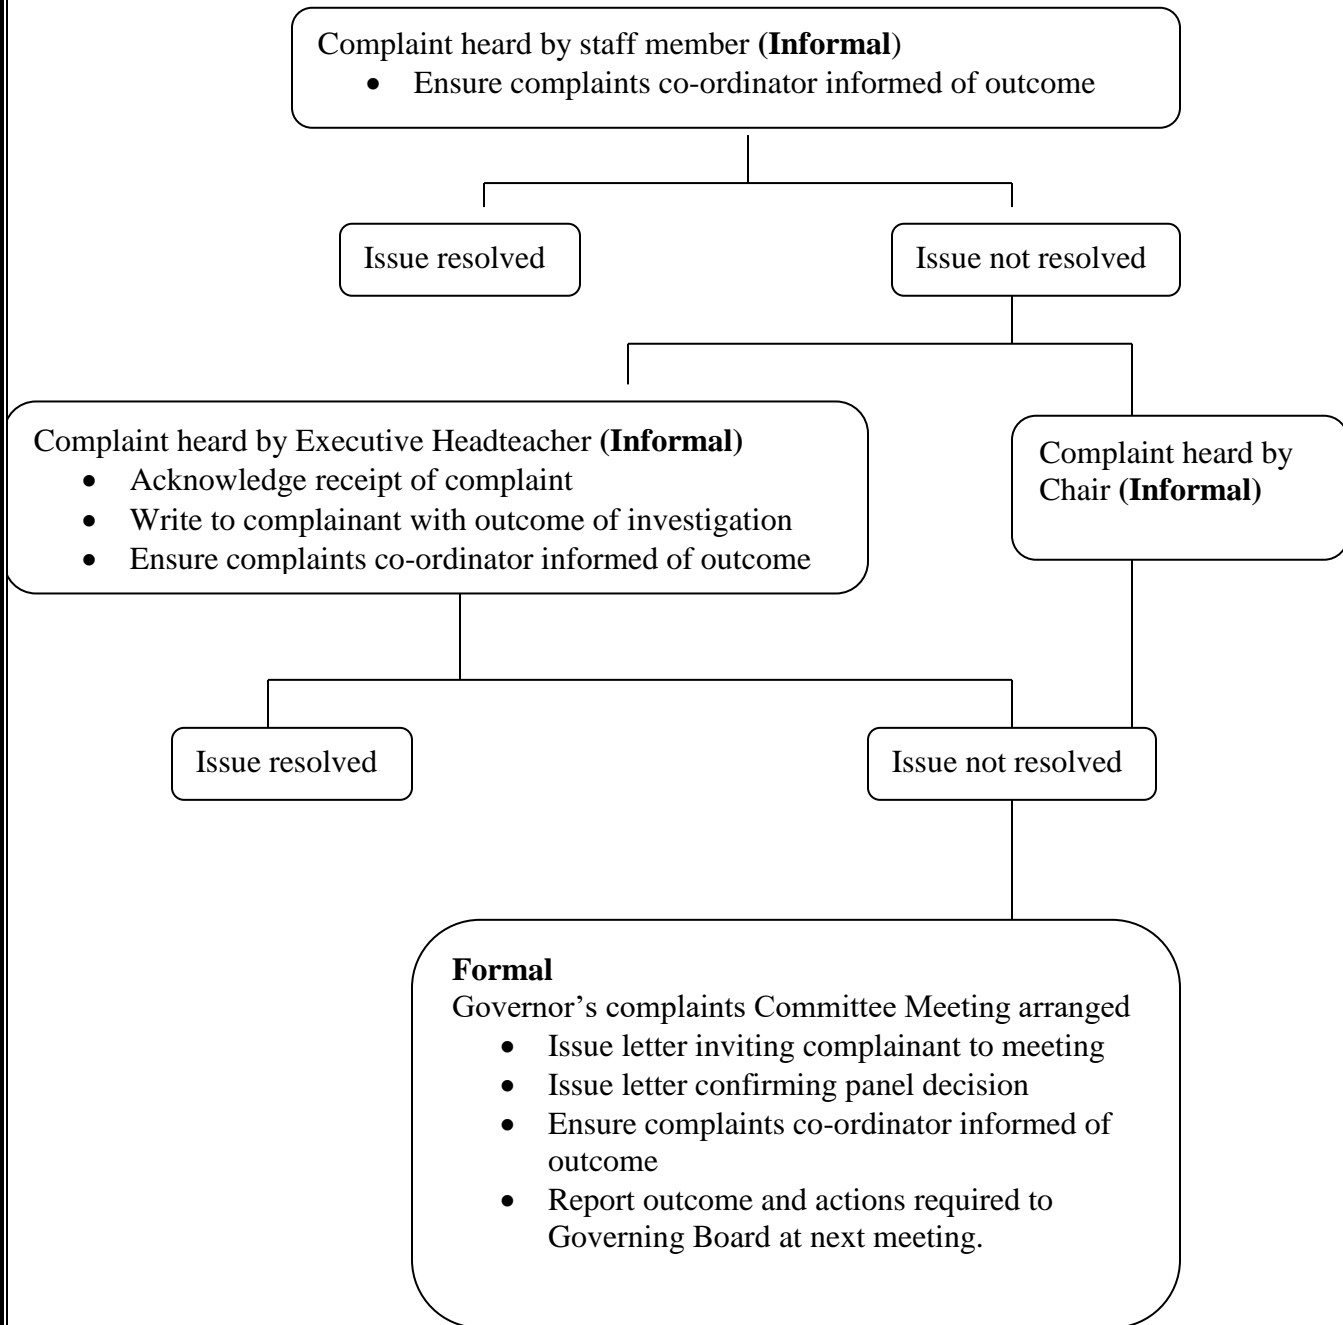 Complaint heard by staff member (Informal)
• Ensure complaints co-ordinator informed of outcome
Issue resolved
Issue not resolved
Complaint heard by Executive Headteacher (Informal)
• Acknowledge receipt of complaint
• Write to complainant with outcome of investigation
• Ensure complaints co-ordinator informed of outcome
Complaint heard by
Chair (Informal)
Issue resolved
Issue not resolved
Formal
Governor’s complaints Committee Meeting arranged
• Issue letter inviting complainant to meeting
• Issue letter confirming panel decision
• Ensure complaints co-ordinator informed of
outcome
• Report outcome and actions required to
Governing Board at next meeting.